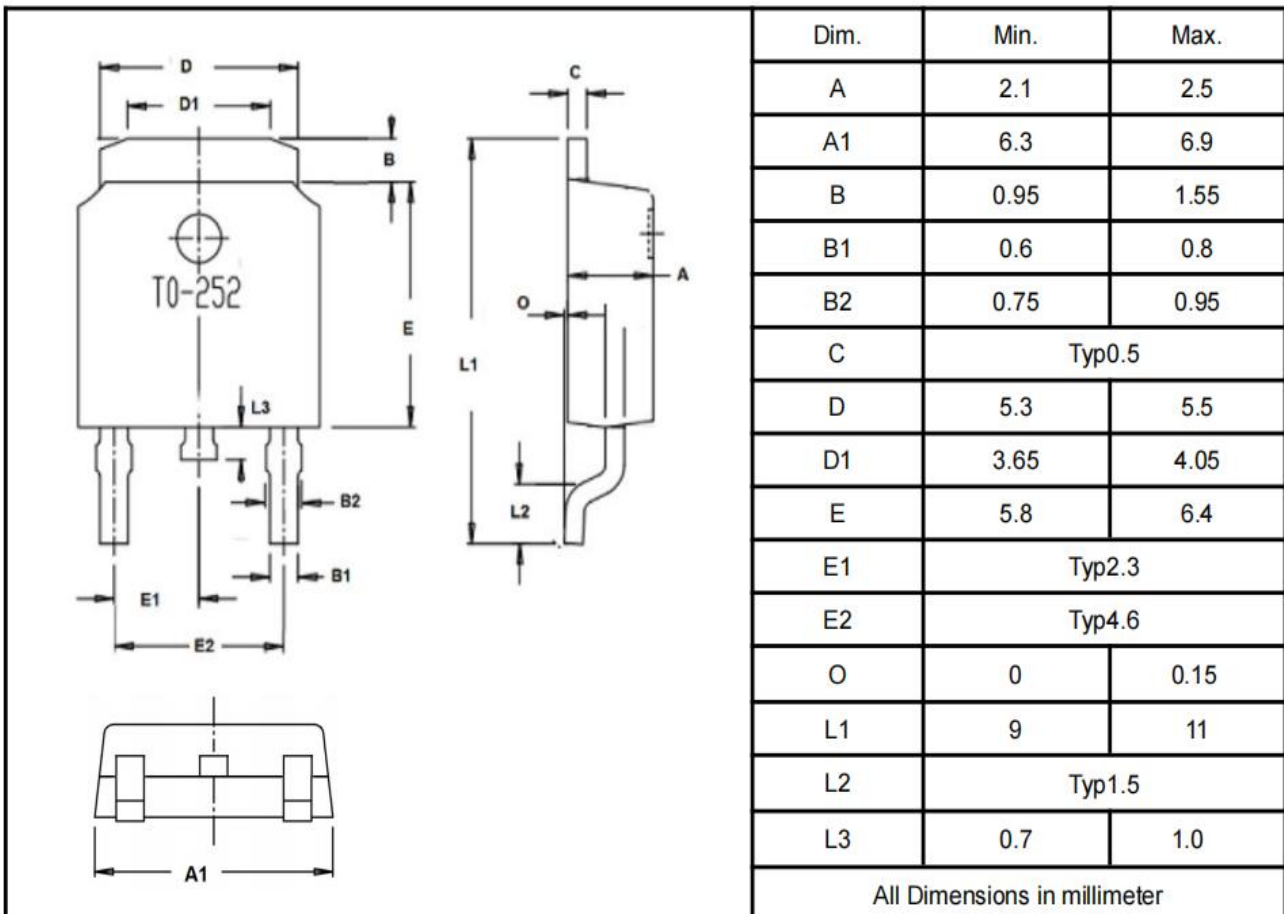 D
D1
B
TO-252
E
L3
B2
B1
E1
E2
A1
C
A
O
L1
L2
Dim. Min. Max.
A 2.1 2.5
A1 6.3 6.9
B 0.95 1.55
B1 0.6 0.8
B2 0.75 0.95
C Typ0.5
D 5.3 5.5
D1 3.65 4.05
E 5.8 6.4
E1 Typ2.3
E2 Typ4.6
O 0 0.15
L1 9 11
L2 Typ1.5
L3 0.7 1.0
All Dimensions in millimeter